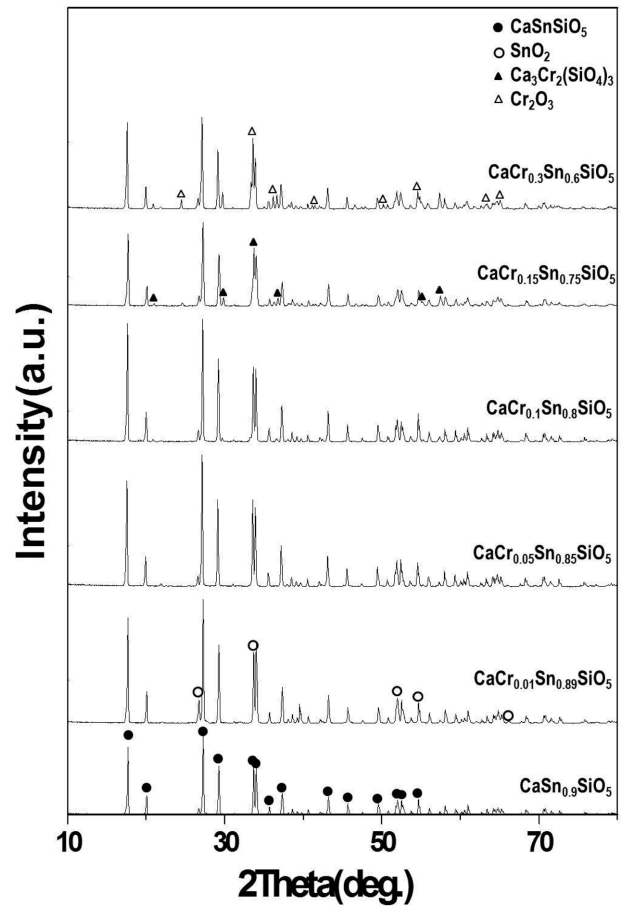 ● CaSnSiO₅
○ SnO₂
▲ Ca₃Cr₂(SiO₄)₃
△ Cr₂O₃
CaCr₀.₃Sn₀.₆SiO₅
CaCr₀.₁₅Sn₀.₇₅SiO₅
CaCr₀.₁Sn₀.₈SiO₅
CaCr₀.₀₅Sn₀.₈₅SiO₅
CaCr₀.₀₁Sn₀.₈₉SiO₅
CaSn₀.₉SiO₅
Intensity(a.u.)
10 30 50 70
2Theta(deg.)